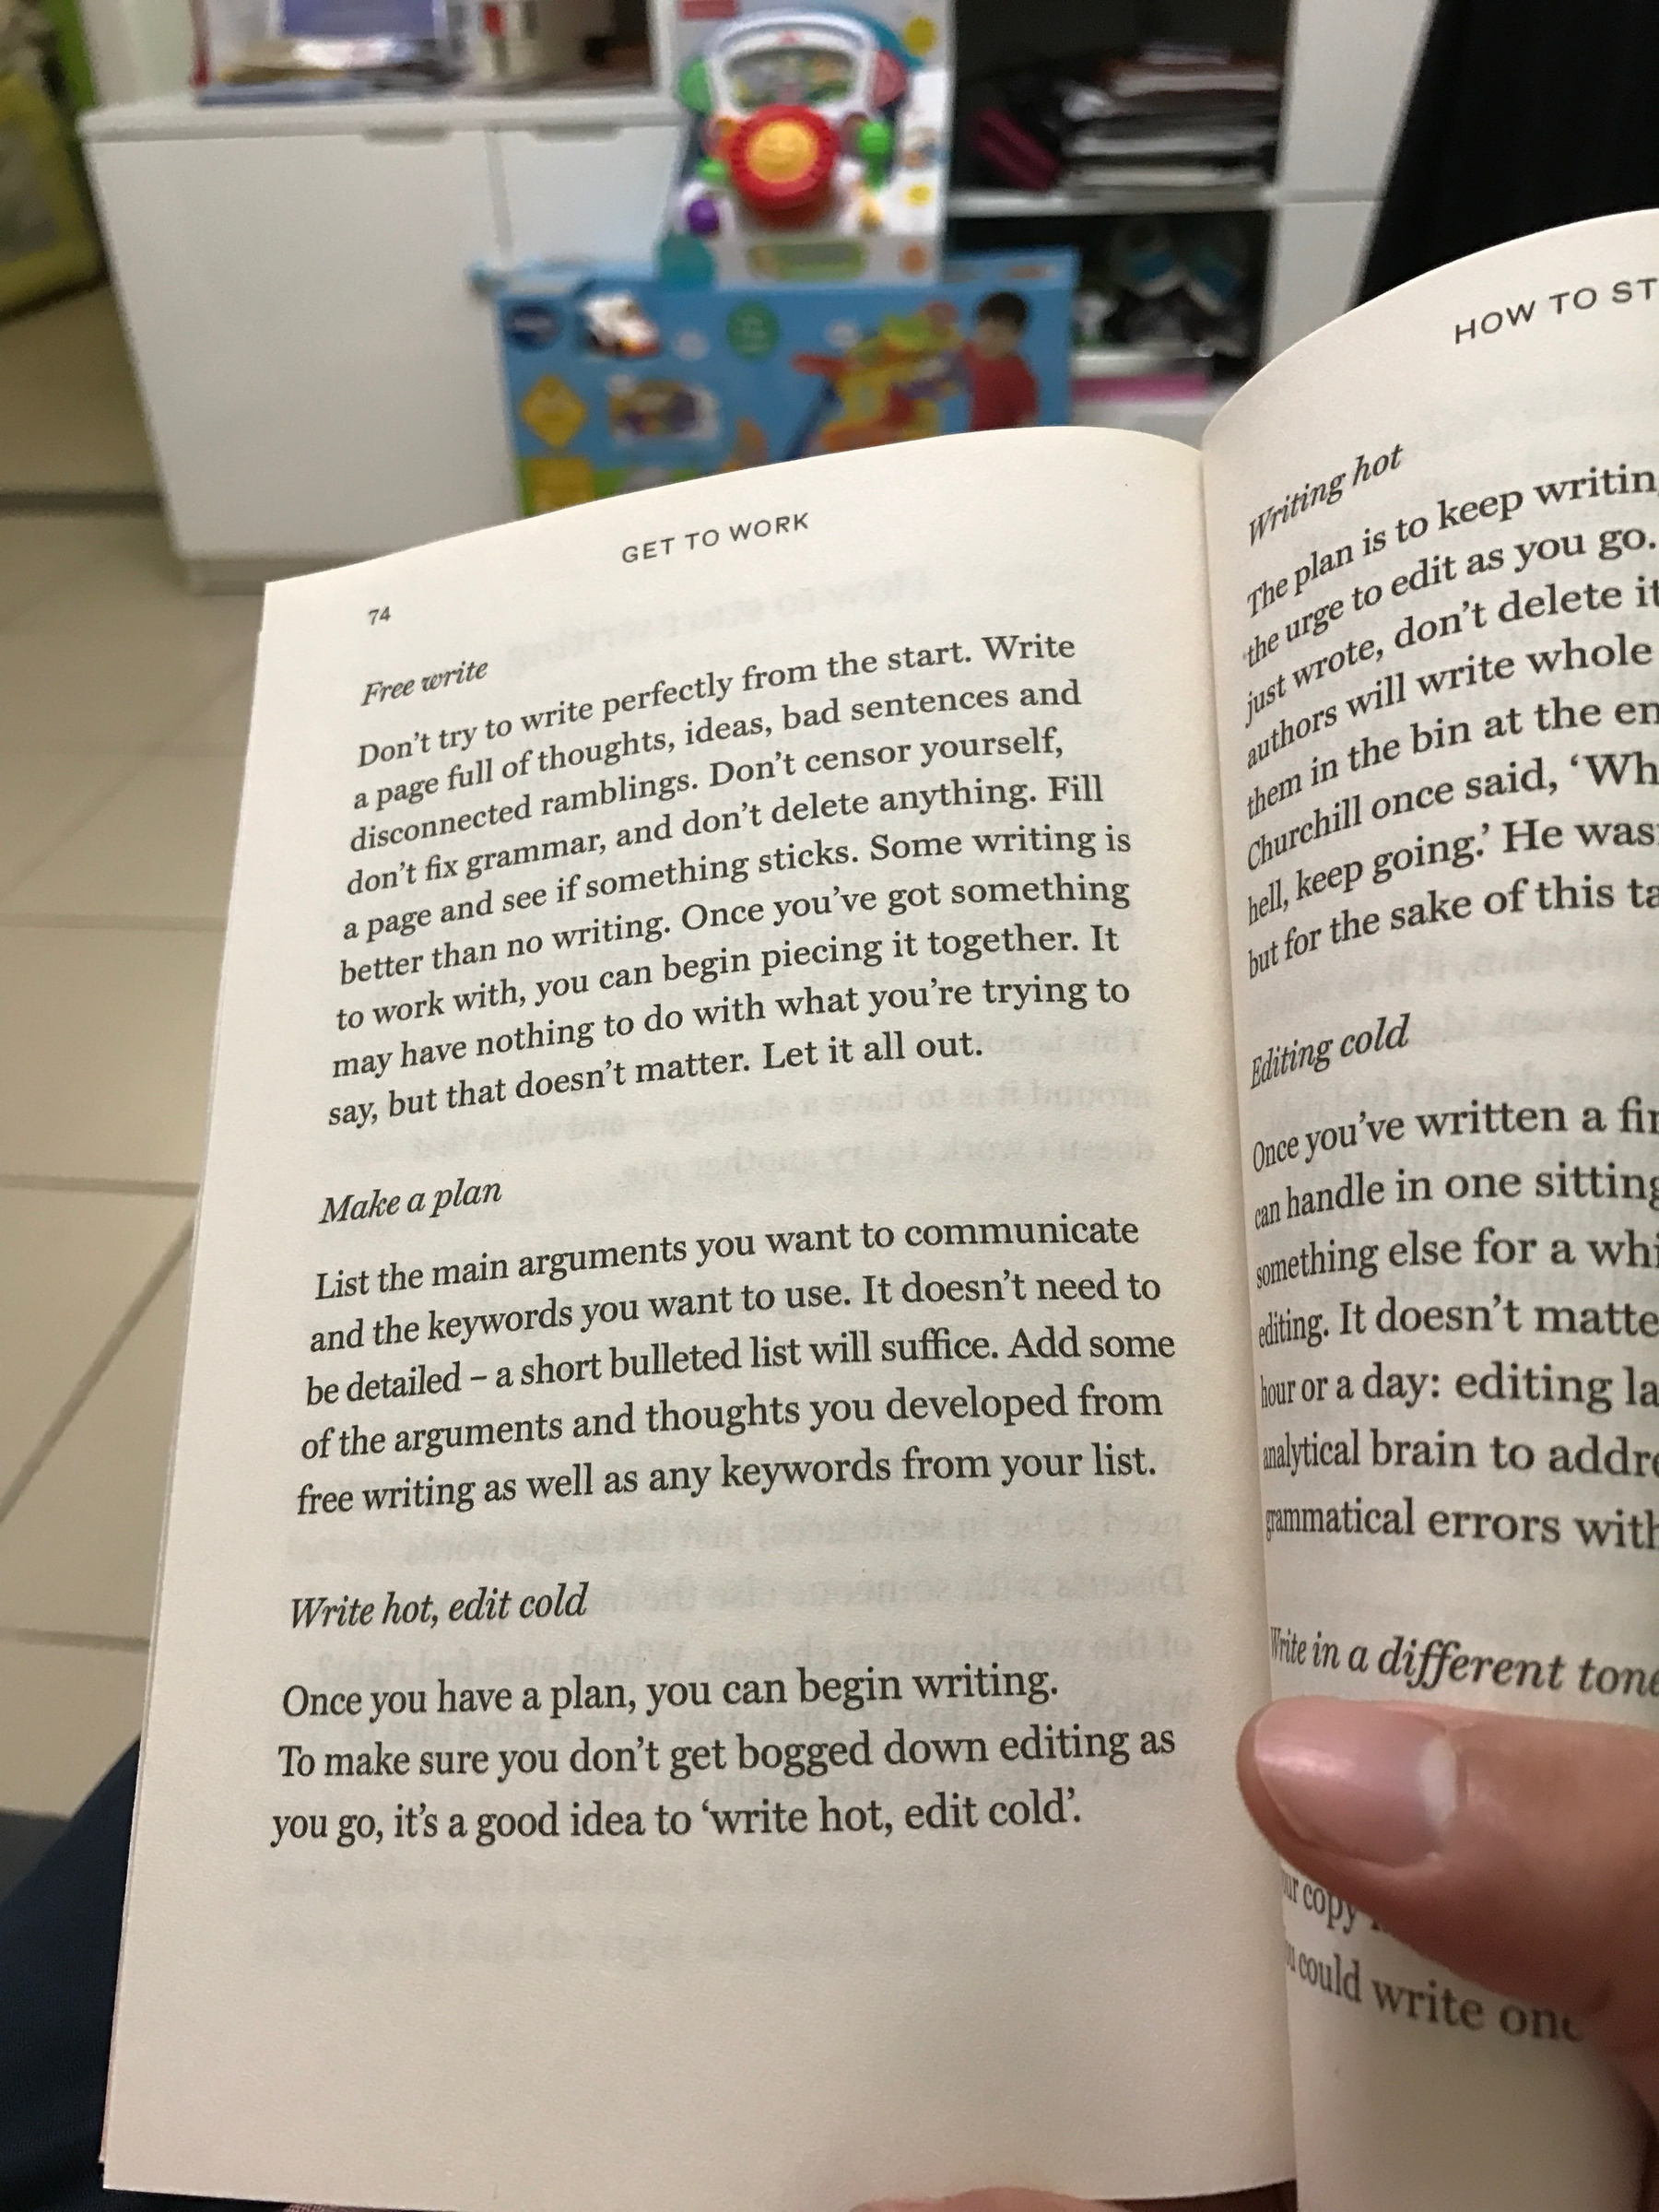 GET TO WORK
74
Free write
Don't try to write perfectly from the start. Write
a page full of thoughts, ideas, bad sentences and
disconnected ramblings. Don't censor yourself,
don't fix grammar, and don't delete anything. Fill
a page and see if something sticks. Some writing is
better than no writing. Once you've got something
to work with, you can begin piecing it together. It
may have nothing to do with what you're trying to
say, but that doesn't matter. Let it all out.
Make a plan
List the main arguments you want to communicate
and the keywords you want to use. It doesn't need to
be detailed – a short bulleted list will suffice. Add some
of the arguments and thoughts you developed from
free writing as well as any keywords from your list.
Write hot, edit cold
Once you have a plan, you can begin writing.
To make sure you don't get bogged down editing as
you go, it's a good idea to ‘write hot, edit cold’.
HOW TO ST
Writing hot
The plan is to keep writin
the urge to edit as you go.
just wrote, don't delete it
authors will write whole
them in the bin at the en
Churchill once said, ‘Wh
hell, keep going.’ He was
but for the sake of this ta
Editing cold
Once you've written a fir
can handle in one sitting
something else for a whi
editing. It doesn't matte
hour or a day: editing la
analytical brain to addre
grammatical errors with
Write in a different tone
ur copy
u could write one